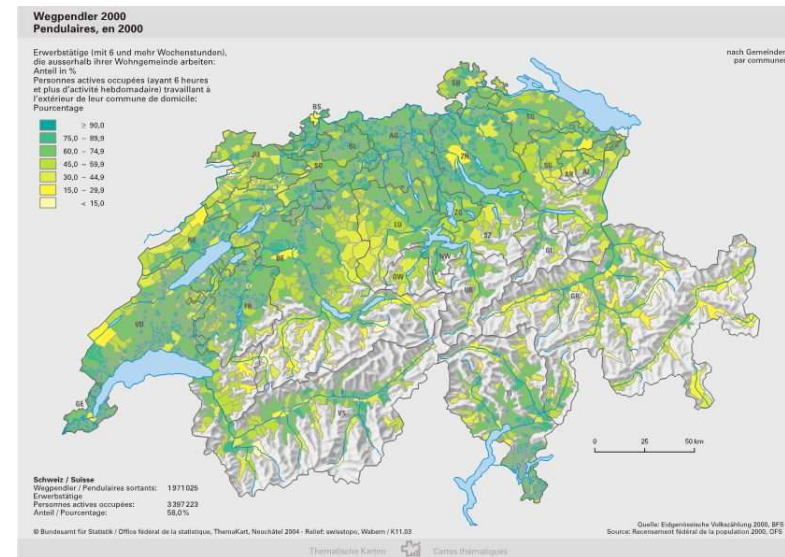 Wegpendler 2000
Pendulaires, en 2000
Erwerbstätige (mit 6 und mehr Wochenstunden),
die ausserhalb ihrer Wohngemeinde arbeiten:
Anteil in %
Personnes actives occupées (ayant 6 heures
et plus d'activité hebdomadaire) travaillant à
l'extérieur de leur commune de domicile:
Pourcentage
≥ 90,0
75,0 – 89,9
60,0 – 74,9
45,0 – 59,9
30,0 – 44,9
15,0 – 29,9
< 15,0
nach Gemeinden
par communes
SH
BS
TG
BL
AG
JU
ZH
SO
SG
AR
AI
ZG
LU
SZ
NE
BE
NW
GL
OW
UR
FR
GR
VD
GE
VS
0 25 50 km
Schweiz / Suisse
Wegpendler / Pendulaires sortants: 1 971 025
Erwerbstätige
Personnes actives occupées: 3 397 223
Anteil / Pourcentage: 58,0%
© Bundesamt für Statistik / Office fédéral de la statistique, ThemaKart, Neochâtel 2004 - Relief: swisstopo, Wabern / K11.03
Quelle: Eidgenössische Volkszählung 2000, BFS
Source: Recensement fédéral de la population 2000, OFS
Thematische Karten Cartes thématiques